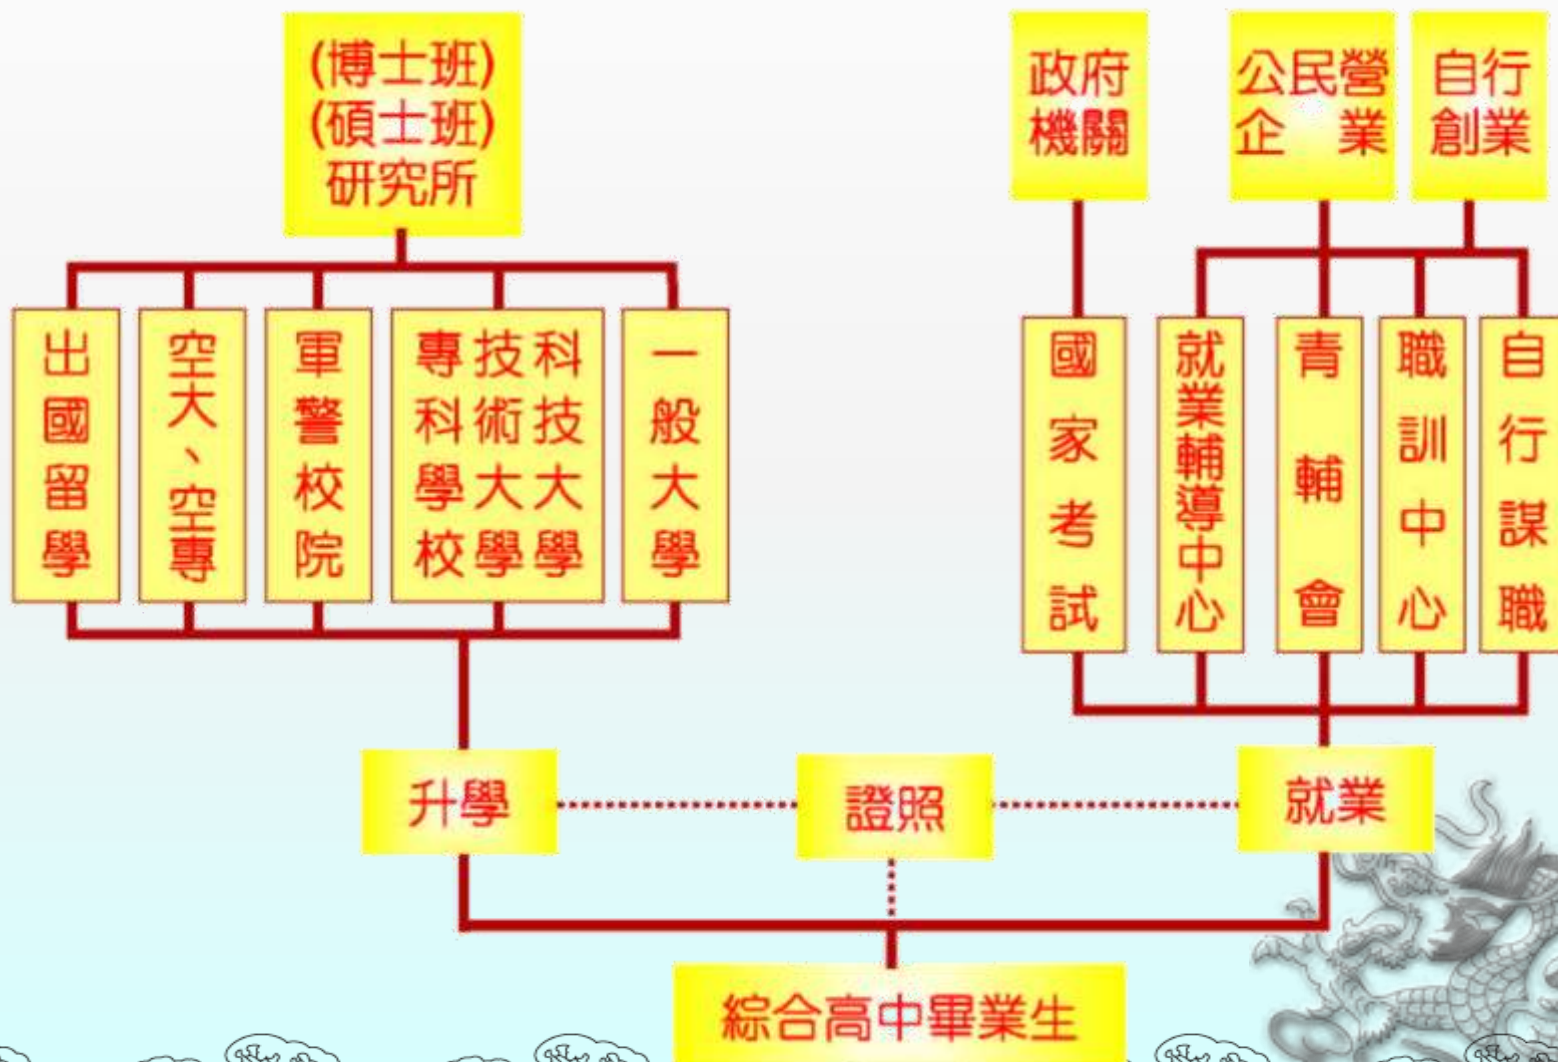 (博士班)
(碩士班)
研究所
政府
機關
公民營
企　業
自行
創業
出國留學
空大、空專
軍警校院
科技大學
技術大學
專科學校
一般大學
國家考試
就業輔導中心
青輔會
職訓中心
自行謀職
升學
證照
就業
綜合高中畢業生